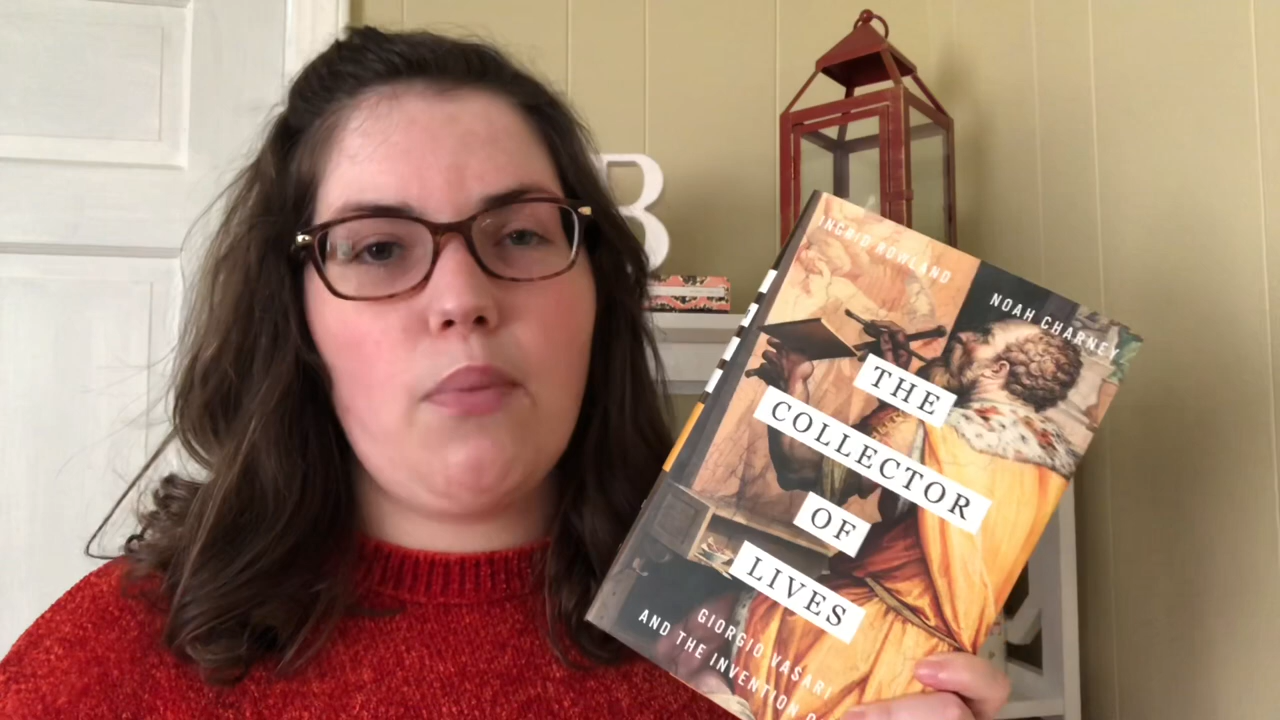 B
INGRID ROWLAND
NOAH CHARNEY
THE
COLLECTOR
OF
LIVES
GIORGIO VASARI
AND THE INVENTION O